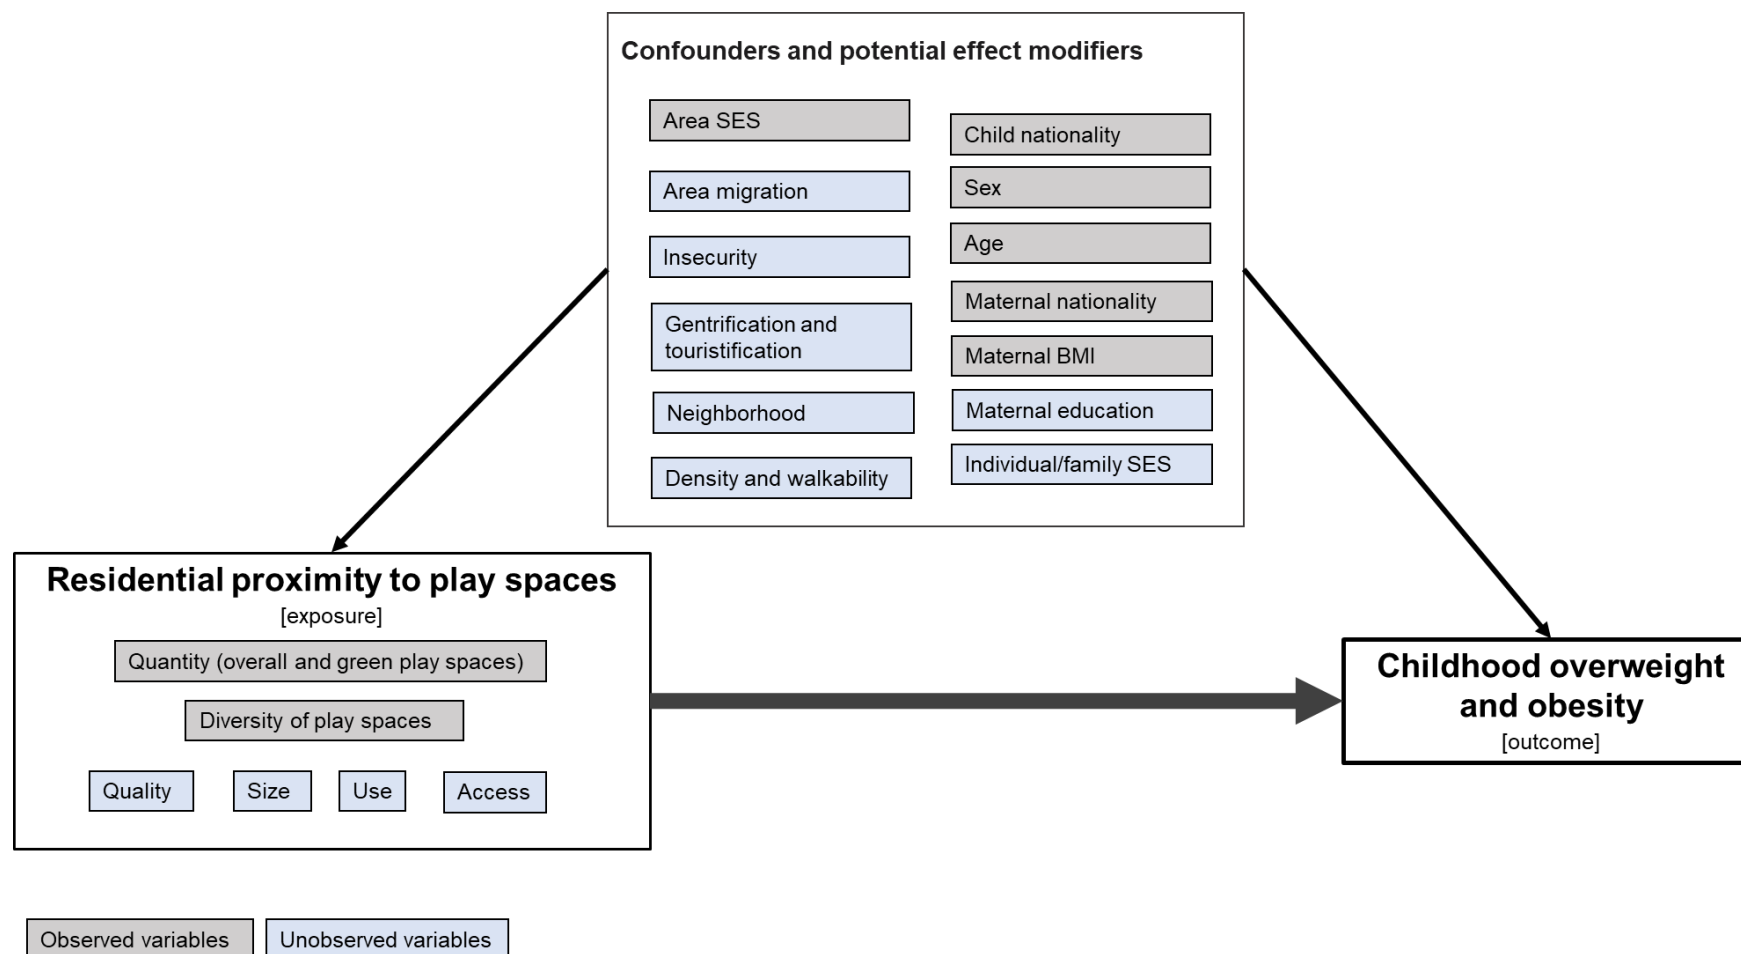 Confounders and potential effect modifiers
Area SES
Area migration
Insecurity
Gentrification and
touristification
Neighborhood
Density and walkability
Child nationality
Sex
Age
Maternal nationality
Maternal BMI
Maternal education
Individual/family SES
Residential proximity to play spaces
[exposure]
Quantity (overall and green play spaces)
Diversity of play spaces
Quality
Size
Use
Access
Childhood overweight
and obesity
[outcome]
Observed variables
Unobserved variables